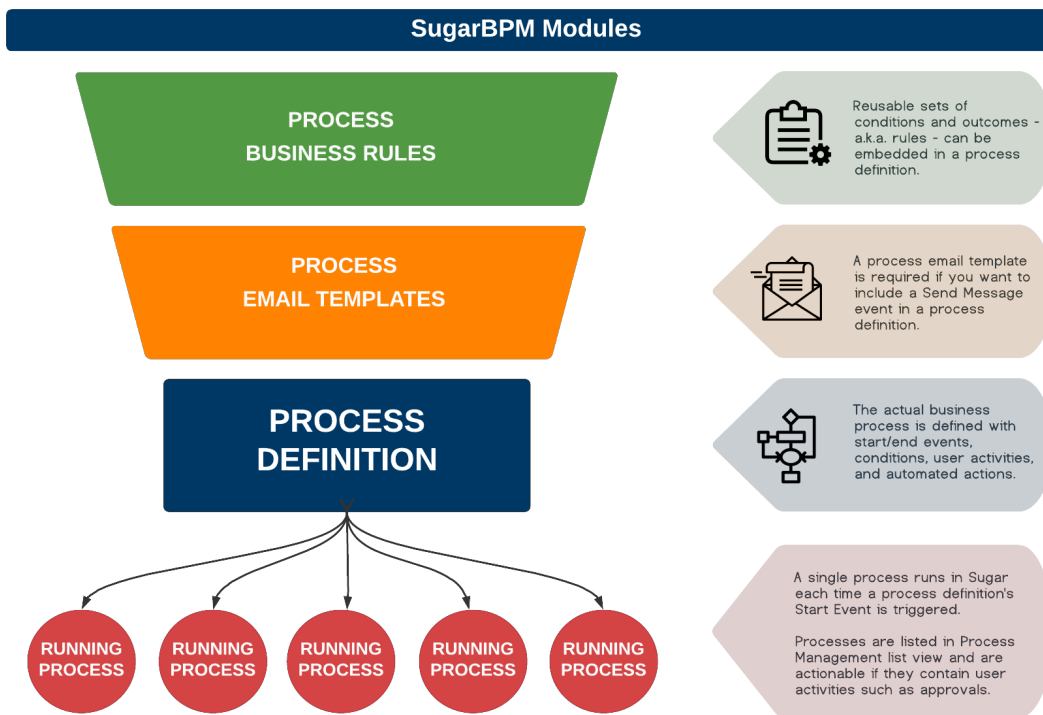 SugarBPM Modules
PROCESS
BUSINESS RULES
Reusable sets of
conditions and outcomes -
a.k.a. rules - can be
embedded in a process
definition.
PROCESS
EMAIL TEMPLATES
A process email template
is required if you want to
include a Send Message
event in a process
definition.
PROCESS
DEFINITION
The actual business
process is defined with
start/end events,
conditions, user activities,
and automated actions.
RUNNING
PROCESS
RUNNING
PROCESS
RUNNING
PROCESS
RUNNING
PROCESS
RUNNING
PROCESS
A single process runs in Sugar
each time a process definition's
Start Event is triggered.
Processes are listed in Process
Management list view and are
actionable if they contain user
activities such as approvals.